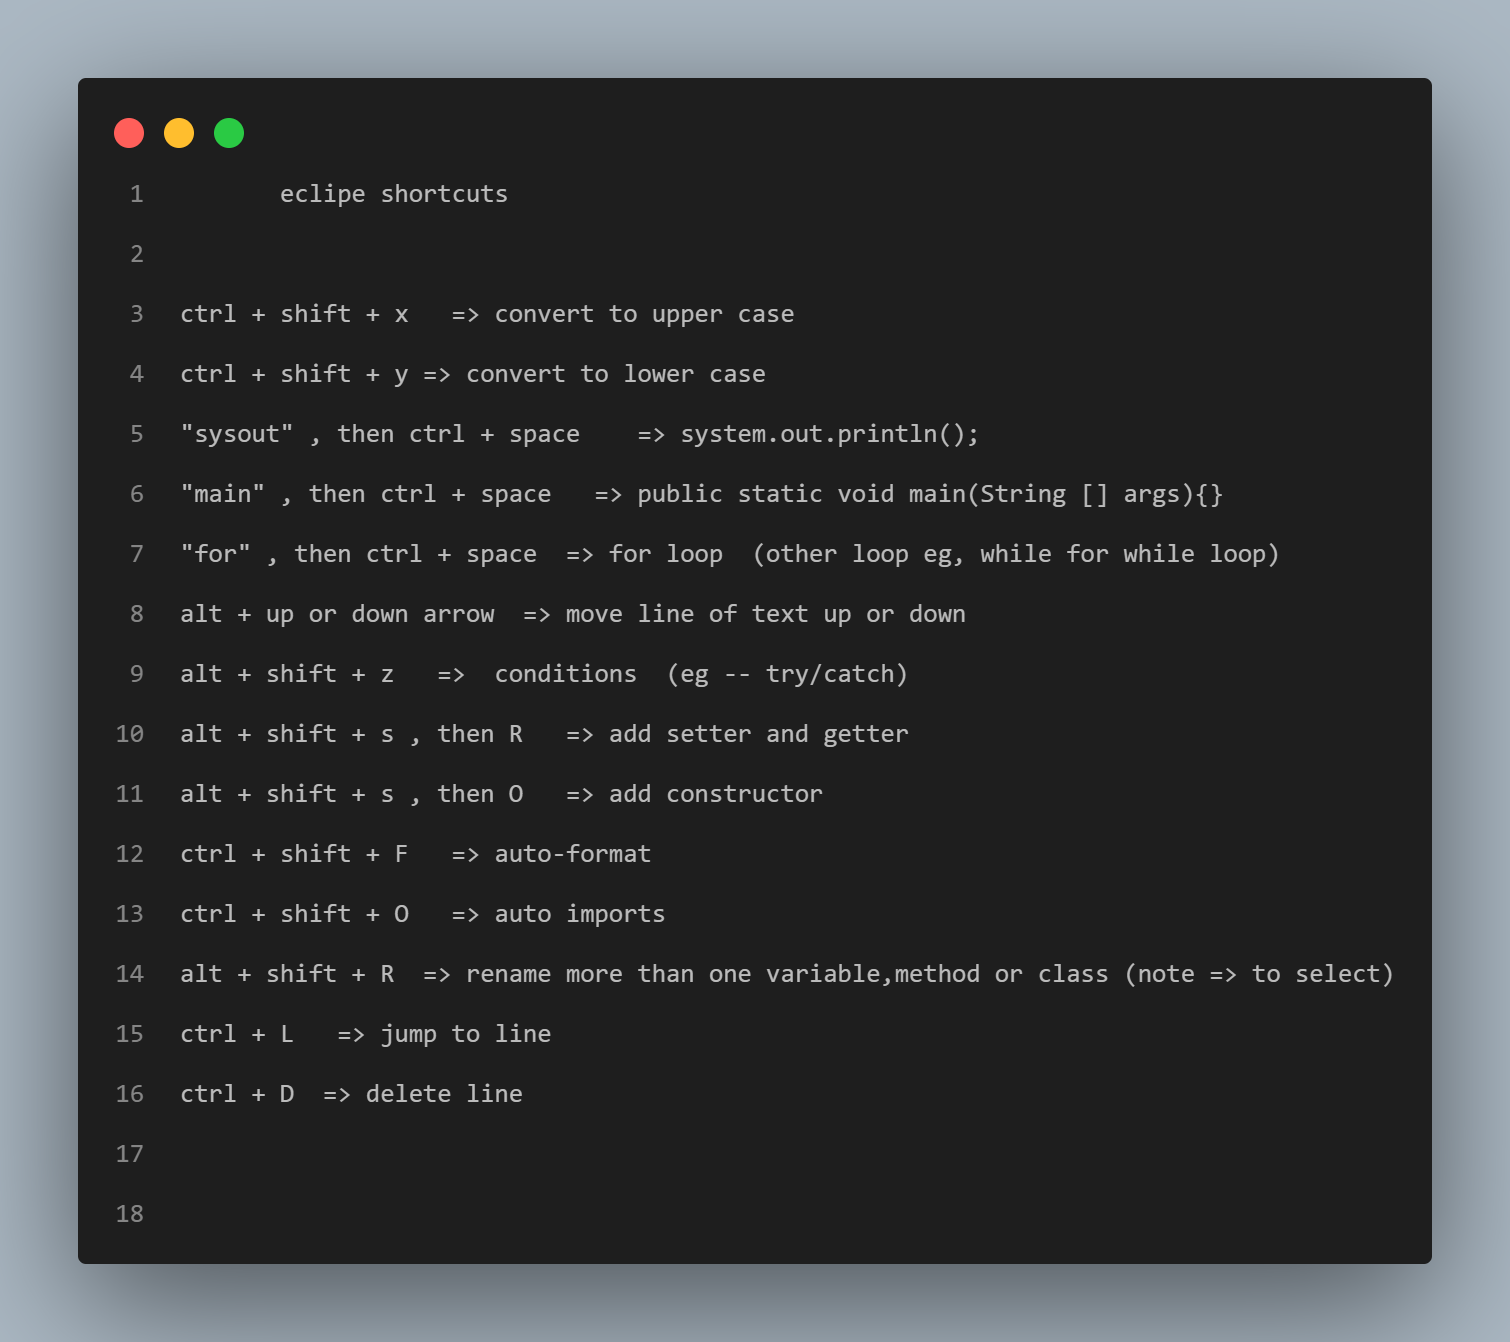 1 eclipe shortcuts
2
3 ctrl + shift + x => convert to upper case
4 ctrl + shift + y => convert to lower case
5 "sysout" , then ctrl + space => system.out.println();
6 "main" , then ctrl + space => public static void main(String [] args){}
7 "for" , then ctrl + space => for loop (other loop eg, while for while loop)
8 alt + up or down arrow => move line of text up or down
9 alt + shift + z => conditions (eg -- try/catch)
10 alt + shift + s , then R => add setter and getter
11 alt + shift + s , then O => add constructor
12 ctrl + shift + F => auto-format
13 ctrl + shift + O => auto imports
14 alt + shift + R => rename more than one variable,method or class (note => to select)
15 ctrl + L => jump to line
16 ctrl + D => delete line
17
18